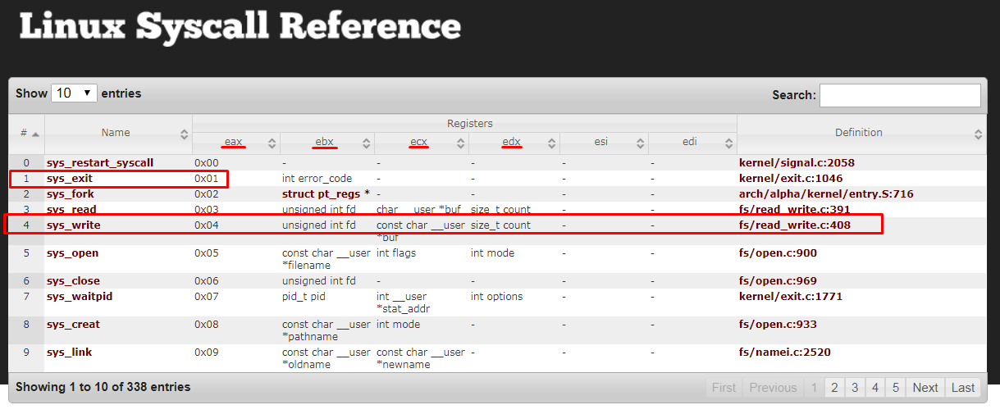 Linux Syscall Reference
Show 10 entries Search:
# Name Registers Definition
eax ebx ecx edx esi edi
0 sys_restart_syscall 0x00 - - - - - kernel/signal.c:2058
1 sys_exit 0x01 int error_code - - - - kernel/exit.c:1046
2 sys_fork 0x02 struct pt_regs * - - - - arch/alpha/kernel/entry.S:716
3 sys_read 0x03 unsigned int fd char __user *buf size_t count - - fs/read_write.c:391
4 sys_write 0x04 unsigned int fd const char __user size_t count - - fs/read_write.c:408
*buf
5 sys_open 0x05 const char __user int flags int mode - - fs/open.c:900
*filename
6 sys_close 0x06 unsigned int fd - - - - fs/open.c:969
7 sys_waitpid 0x07 pid_t pid int __user int options - - kernel/exit.c:1771
*stat_addr
8 sys_creat 0x08 const char __user int mode - - - fs/open.c:933
*pathname
9 sys_link 0x09 const char __user const char __user - - - fs/namei.c:2520
*oldname *newname
Showing 1 to 10 of 338 entries First Previous 1 2 3 4 5 Next Last